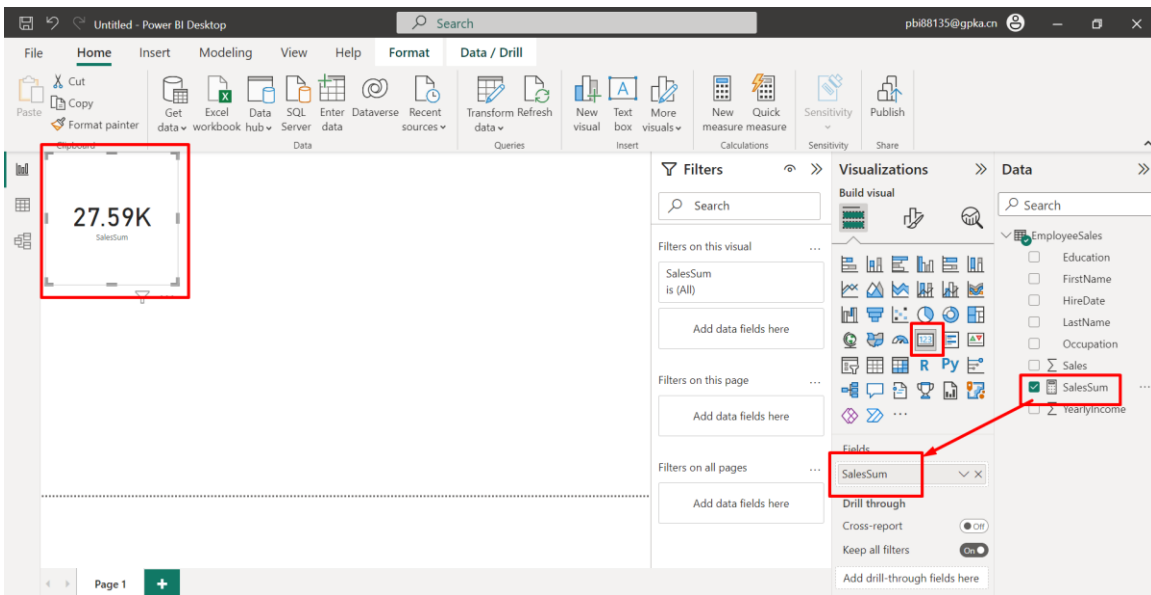 Untitled - Power BI Desktop
Search
pbi88135@gpka.cn
File Home Insert Modeling View Help Format Data / Drill
Paste
Cut
Copy
Format painter
Clipboard
Get data
Excel workbook
Data hub
SQL Server
Enter data
Dataverse
Recent sources
Data
Transform data
Refresh
Queries
New visual
Text box
More visuals
Insert
New measure
Quick measure
Calculations
Sensitivity
Sensitivity
Publish
Share
27.59K
SalesSum
Filters
Search
Filters on this visual ...
SalesSum
is (All)
Add data fields here
Filters on this page ...
Add data fields here
Filters on all pages ...
Add data fields here
Visualizations
Build visual
123
R Py
...
Fields
SalesSum
Drill through
Cross-report Off
Keep all filters On
Add drill-through fields here
Data
Search
EmployeeSales
Education
FirstName
HireDate
LastName
Occupation
∑ Sales
SalesSum ...
∑ YearlyIncome
Page 1 +